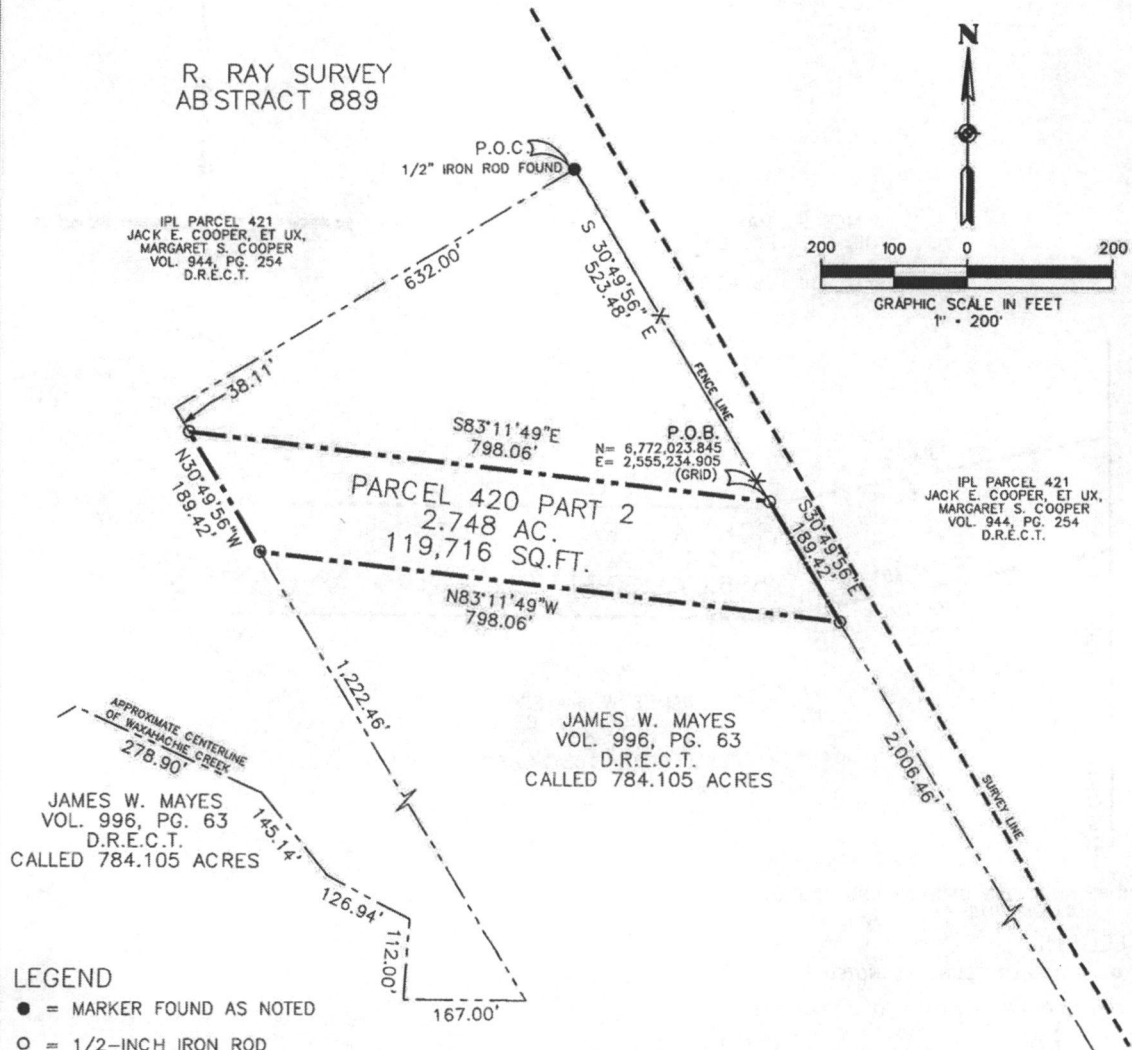 R. RAY SURVEY
ABSTRACT 889
N
P.O.C.
1/2" IRON ROD FOUND
IPL PARCEL 421
JACK E. COOPER, ET UX,
MARGARET S. COOPER
VOL. 944, PG. 254
D.R.E.C.T.
632.00'
S 30°49'56" E
523.48'
200 100 0 200
GRAPHIC SCALE IN FEET
1" - 200'
FENCE LINE
38.11'
S83°11'49"E
798.06'
P.O.B.
N= 6,772,023.845
E= 2,555,234.905
(GRID)
IPL PARCEL 421
JACK E. COOPER, ET UX,
MARGARET S. COOPER
VOL. 944, PG. 254
D.R.E.C.T.
N30°49'56"W
189.42'
PARCEL 420 PART 2
2.748 AC.
119,716 SQ.FT.
S30°49'56"E
189.42'
N83°11'49"W
798.06'
1,222.46'
APPROXIMATE CENTERLINE
OF WAXAHACHIE CREEK
278.90'
JAMES W. MAYES
VOL. 996, PG. 63
D.R.E.C.T.
CALLED 784.105 ACRES
2,006.46'
SURVEY LINE
JAMES W. MAYES
VOL. 996, PG. 63
D.R.E.C.T.
CALLED 784.105 ACRES
145.14'
126.94'
112.00'
167.00'
LEGEND
● = MARKER FOUND AS NOTED
○ = 1/2-INCH IRON ROD